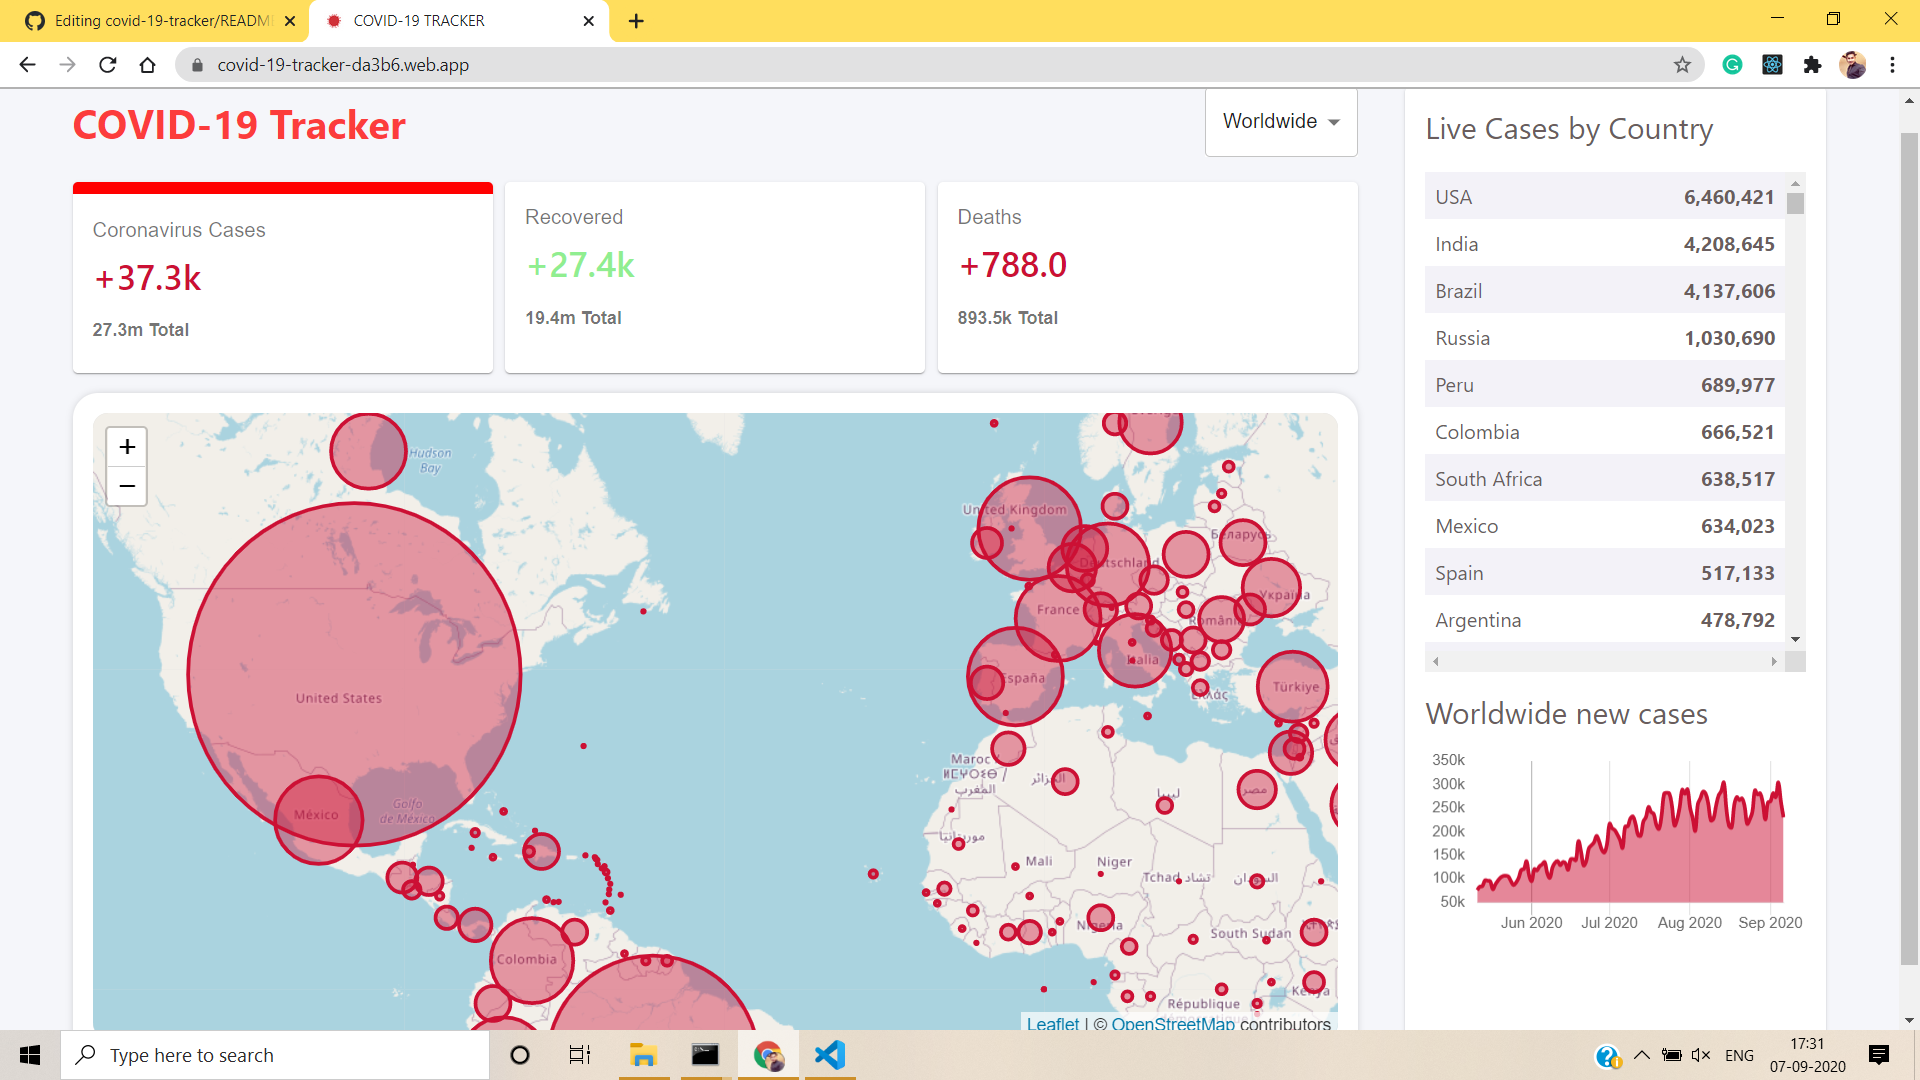 Editing covid-19-tracker/READM
COVID-19 TRACKER
covid-19-tracker-da3b6.web.app
COVID-19 Tracker
Worldwide
Coronavirus Cases
+37.3k
27.3m Total
Recovered
+27.4k
19.4m Total
Deaths
+788.0
893.5k Total
Live Cases by Country
USA 6,460,421
India 4,208,645
Brazil 4,137,606
Russia 1,030,690
Peru 689,977
Colombia 666,521
South Africa 638,517
Mexico 634,023
Spain 517,133
Argentina 478,792
Worldwide new cases
350k
300k
250k
200k
150k
100k
50k
Jun 2020 Jul 2020 Aug 2020 Sep 2020
+
−
Hudson
Bay
United Kingdom
Беларусь
Deutschland
Україна
France
România
Italia
España
Türkiye
Ελλάς
United States
México
Golfo
de México
Maroc
ⵍⵎⵖⵔⵉⴱ /
المغرب
الجزائر
ليبيا
مصر
موريتانيا
Mali
Niger
Tchad تشاد
السودان
Nigeria
South Sudan
Colombia
République
Kenya
Leaflet | © OpenStreetMap contributors
Type here to search
ENG
17:31
07-09-2020